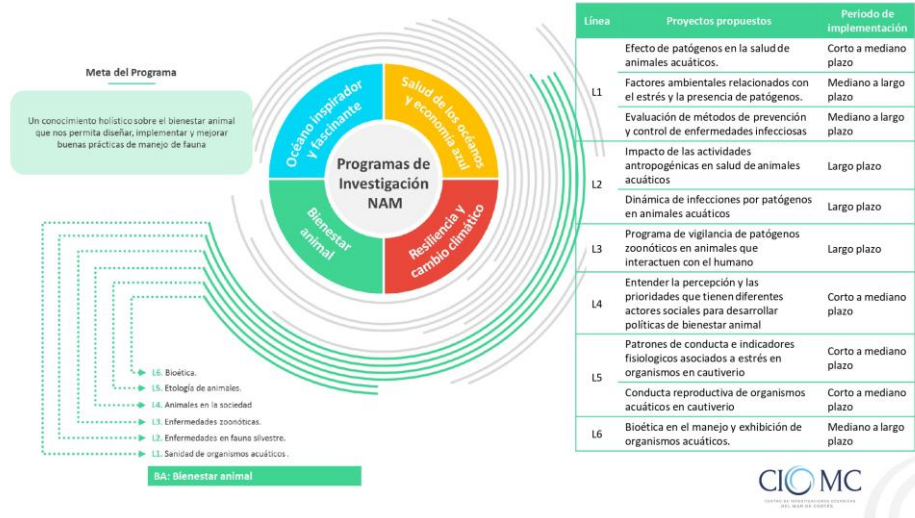 Meta del Programa
Un conocimiento holístico sobre el bienestar animal
que nos permita diseñar, implementar y mejorar
buenas prácticas de manejo de fauna
Océano inspirador
y fascinante
Salud de los océanos
y economía azul
Programas de
Investigación
NAM
Bienestar
animal
Resiliencia y
cambio climático
L6. Bioética.
L5. Etología de animales.
L4. Animales en la sociedad
L3. Enfermedades zoonóticas.
L2. Enfermedades en fauna silvestre.
L1. Sanidad de organismos acuáticos .
BA: Bienestar animal
Línea Proyectos propuestos Periodo de
implementación
L1
Efecto de patógenos en la salud de
animales acuáticos.
Corto a mediano
plazo
Factores ambientales relacionados con
el estrés y la presencia de patógenos.
Mediano a largo
plazo
Evaluación de métodos de prevención
y control de enfermedades infecciosas
Mediano a largo
plazo
L2
Impacto de las actividades
antropogénicas en salud de animales
acuáticos
Largo plazo
Dinámica de infecciones por patógenos
en animales acuáticos
Largo plazo
L3
Programa de vigilancia de patógenos
zoonóticos en animales que
interactuen con el humano
Largo plazo
L4
Entender la percepción y las
prioridades que tienen diferentes
actores sociales para desarrollar
políticas de bienestar animal
Corto a mediano
plazo
L5
Patrones de conducta e indicadores
fisiologicos asociados a estrés en
organismos en cautiverio
Corto a mediano
plazo
Conducta reproductiva de organismos
acuáticos en cautiverio
Corto a mediano
plazo
L6
Bioética en el manejo y exhibición de
organismos acuáticos.
Mediano a largo
plazo
CIOMC
CENTRO DE INVESTIGACIONES OCEÁNICAS
DEL MAR DE CORTÉS